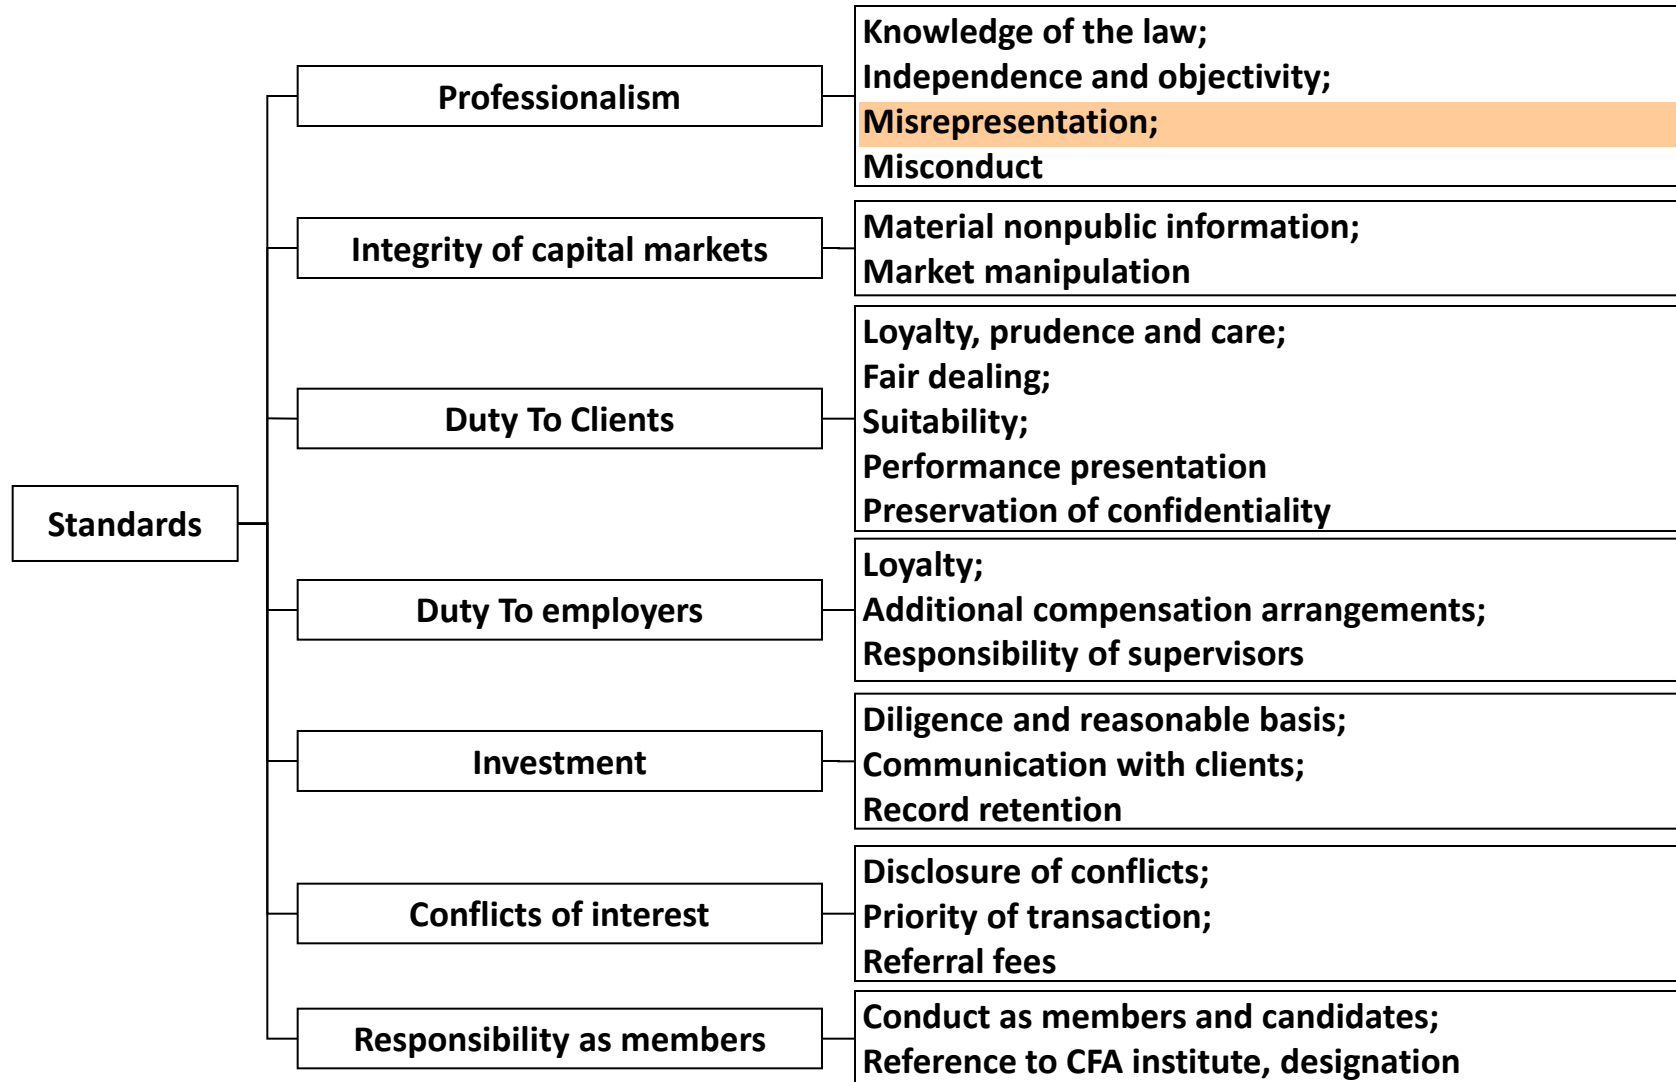 Standards
Professionalism
Knowledge of the law;
Independence and objectivity;
Misrepresentation;
Misconduct
Integrity of capital markets
Material nonpublic information;
Market manipulation
Duty To Clients
Loyalty, prudence and care;
Fair dealing;
Suitability;
Performance presentation
Preservation of confidentiality
Duty To employers
Loyalty;
Additional compensation arrangements;
Responsibility of supervisors
Investment
Diligence and reasonable basis;
Communication with clients;
Record retention
Conflicts of interest
Disclosure of conflicts;
Priority of transaction;
Referral fees
Responsibility as members
Conduct as members and candidates;
Reference to CFA institute, designation